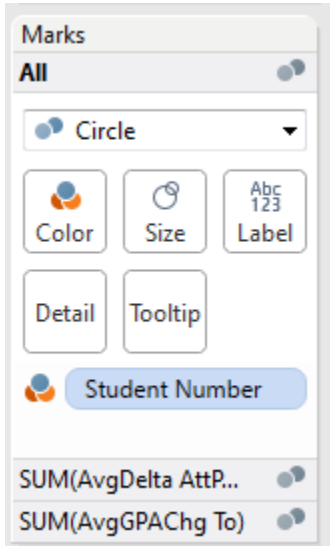 Marks
All
Circle
Abc
123
Color Size Label
Detail Tooltip
Student Number
SUM(AvgDelta AttP...
SUM(AvgGPAChg To)